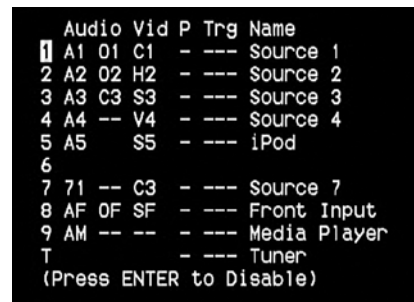 Audio Vid P Trg Name
1 A1 O1 C1 - --- Source 1
2 A2 O2 H2 - --- Source 2
3 A3 C3 S3 - --- Source 3
4 A4 -- V4 - --- Source 4
5 A5 S5 - --- iPod
6
7 71 -- C3 - --- Source 7
8 AF OF SF - --- Front Input
9 AM -- -- - --- Media Player
T - --- Tuner
(Press ENTER to Disable)